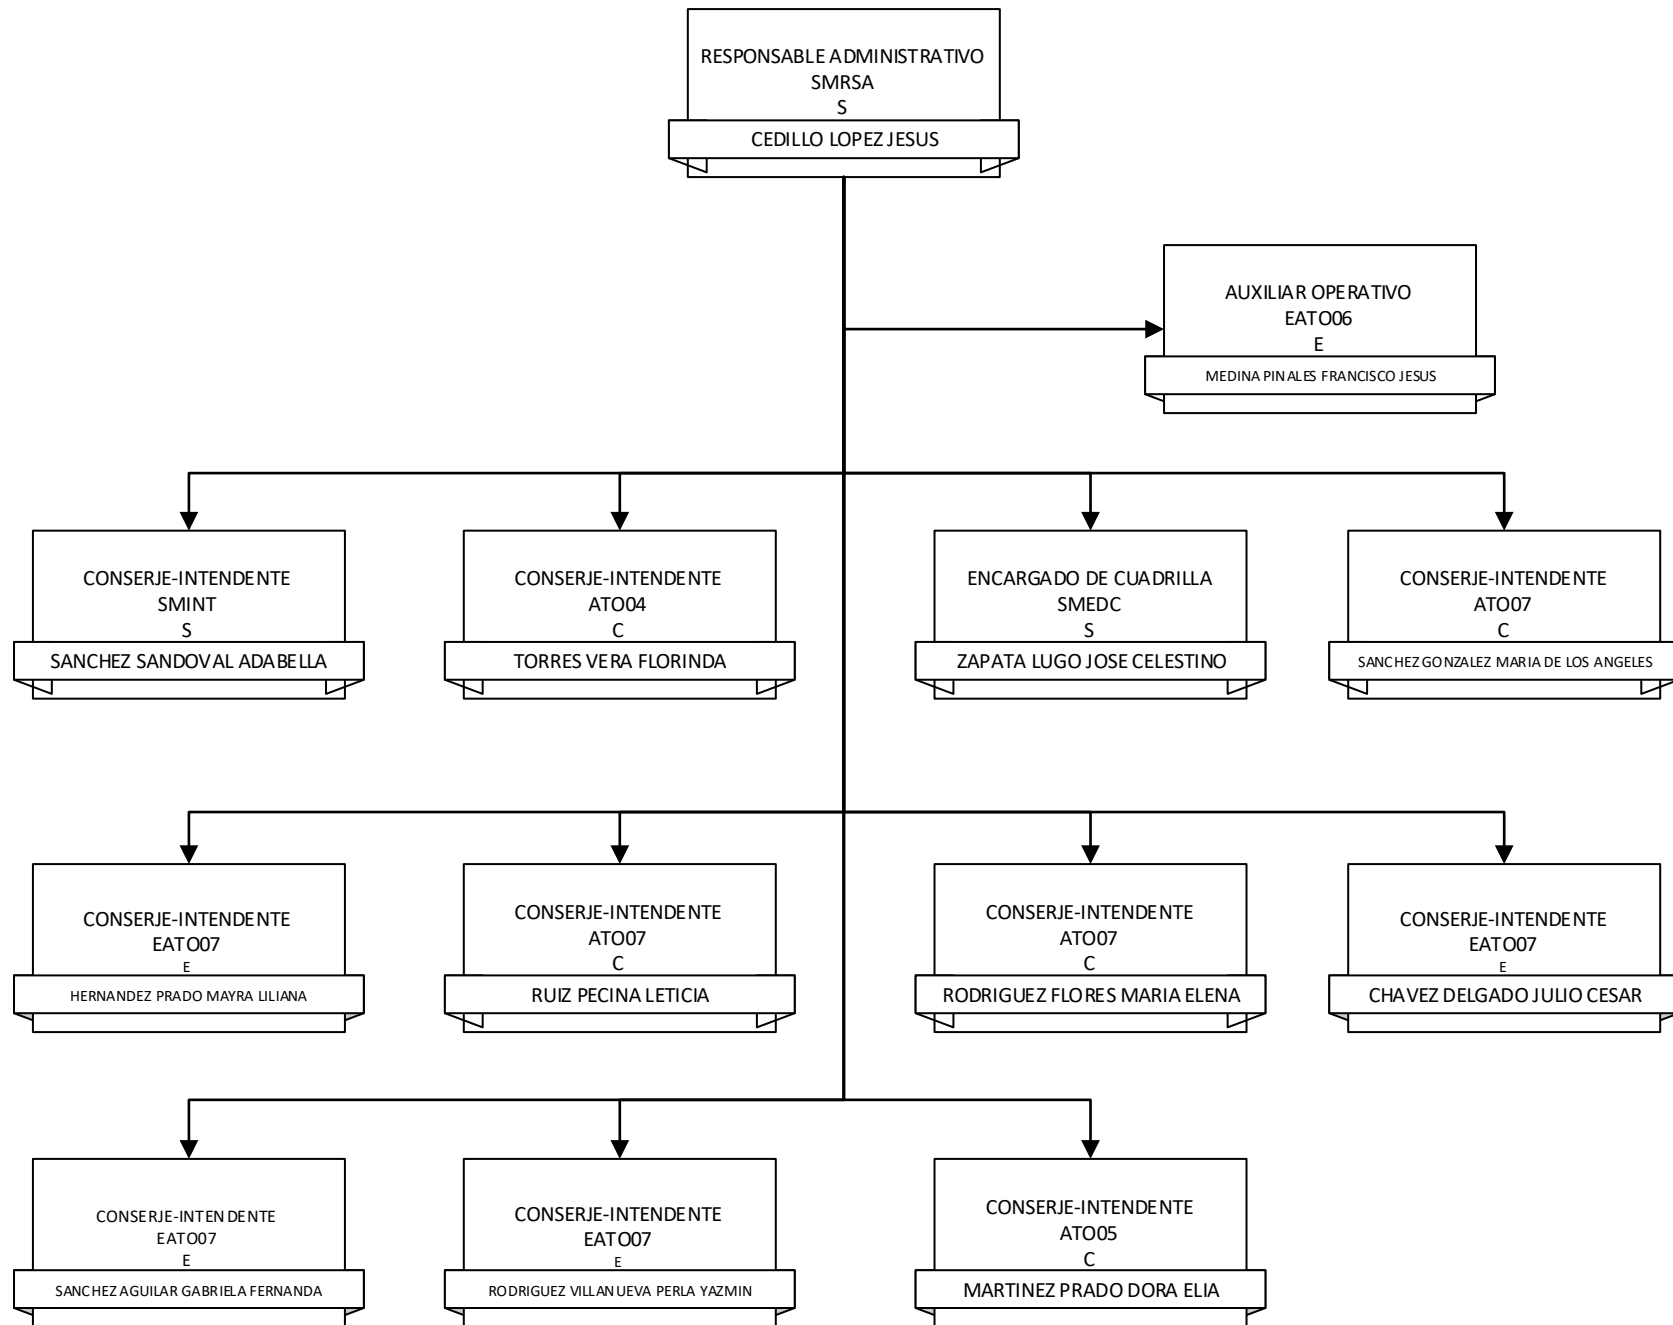 RESPONSABLE ADMINISTRATIVO
SMRSA
S
CEDILLO LOPEZ JESUS
AUXILIAR OPERATIVO
EATO06
E
MEDINA PINALES FRANCISCO JESUS
CONSERJE-INTENDENTE
SMINT
S
SANCHEZ SANDOVAL ADABELLA
CONSERJE-INTENDENTE
ATO04
C
TORRES VERA FLORINDA
ENCARGADO DE CUADRILLA
SMEDC
S
ZAPATA LUGO JOSE CELESTINO
CONSERJE-INTENDENTE
ATO07
C
SANCHEZ GONZALEZ MARIA DE LOS ANGELES
CONSERJE-INTENDENTE
EATO07
E
HERNANDEZ PRADO MAYRA LILIANA
CONSERJE-INTENDENTE
ATO07
C
RUIZ PECINA LETICIA
CONSERJE-INTENDENTE
ATO07
C
RODRIGUEZ FLORES MARIA ELENA
CONSERJE-INTENDENTE
EATO07
E
CHAVEZ DELGADO JULIO CESAR
CONSERJE-INTENDENTE
EATO07
E
SANCHEZ AGUILAR GABRIELA FERNANDA
CONSERJE-INTENDENTE
EATO07
E
RODRIGUEZ VILLANUEVA PERLA YAZMIN
CONSERJE-INTENDENTE
ATO05
C
MARTINEZ PRADO DORA ELIA